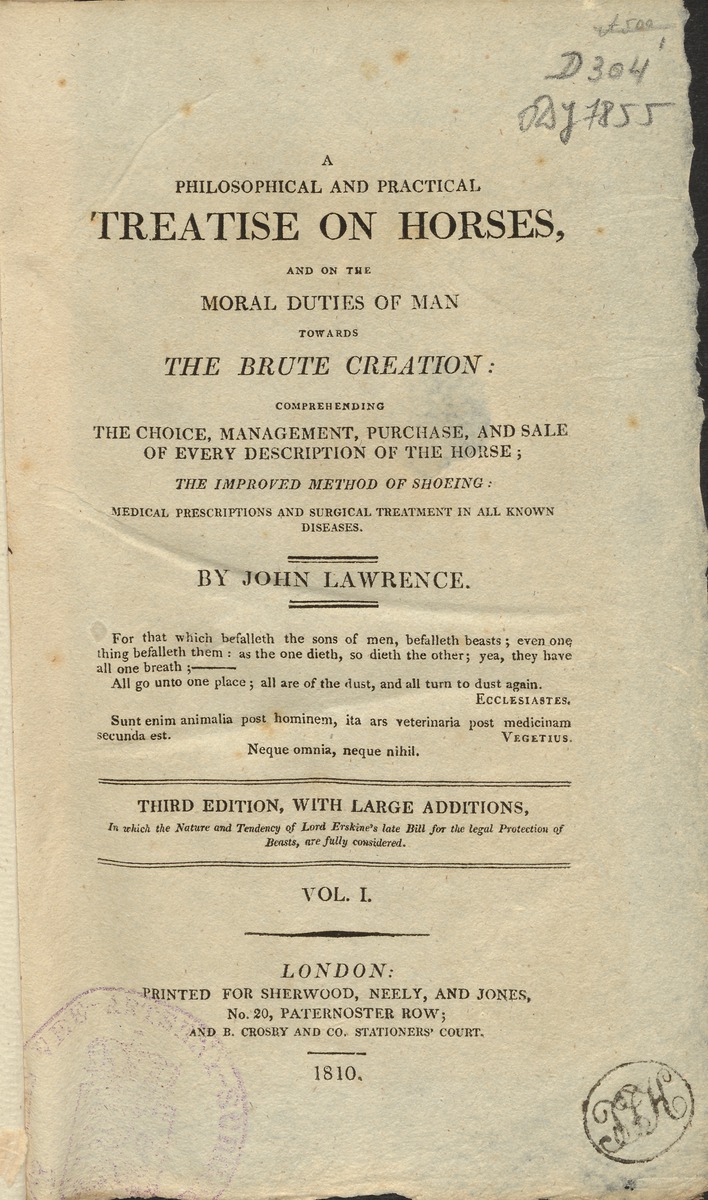 D304
7855
A
PHILOSOPHICAL AND PRACTICAL
TREATISE ON HORSES,
AND ON THE
MORAL DUTIES OF MAN
TOWARDS
THE BRUTE CREATION:
COMPREHENDING
THE CHOICE, MANAGEMENT, PURCHASE, AND SALE
OF EVERY DESCRIPTION OF THE HORSE;
THE IMPROVED METHOD OF SHOEING:
MEDICAL PRESCRIPTIONS AND SURGICAL TREATMENT IN ALL KNOWN
DISEASES.
BY JOHN LAWRENCE.
For that which befalleth the sons of men, befalleth beasts; even one
thing befalleth them: as the one dieth, so dieth the other; yea, they have
all one breath;———
All go unto one place; all are of the dust, and all turn to dust again.
ECCLESIASTES.
Sunt enim animalia post hominem, ita ars veterinaria post medicinam
secunda est. VEGETIUS.
Neque omnia, neque nihil.
THIRD EDITION, WITH LARGE ADDITIONS,
In which the Nature and Tendency of Lord Erskine's late Bill for the legal Protection of
Beasts, are fully considered.
VOL. I.
LONDON:
PRINTED FOR SHERWOOD, NEELY, AND JONES,
No. 20, PATERNOSTER ROW;
AND B. CROSBY AND CO. STATIONERS' COURT.
1810.